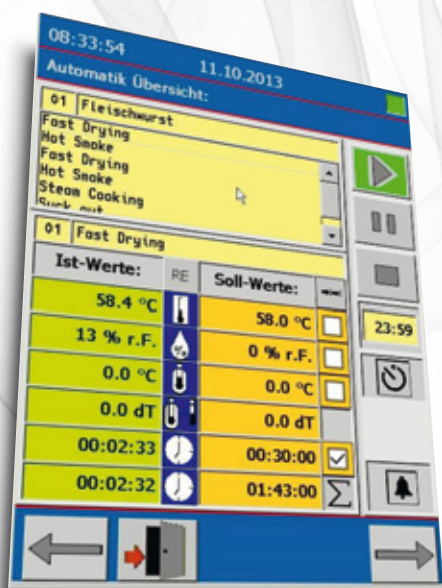 08:33:54 11.10.2013
Automatik Übersicht:
01 Fleischwurst
Fast Drying
Hot Smoke
Fast Drying
Hot Smoke
Steam Cooking
Suck out
01 Fast Drying
Ist-Werte: RE Soll-Werte:
58.4 °C 58.0 °C
13 % r.F. 0 % r.F.
0.0 °C 0.0 °C
0.0 dT 0.0 dT
00:02:33 00:30:00
00:02:32 01:43:00 Σ
23:59